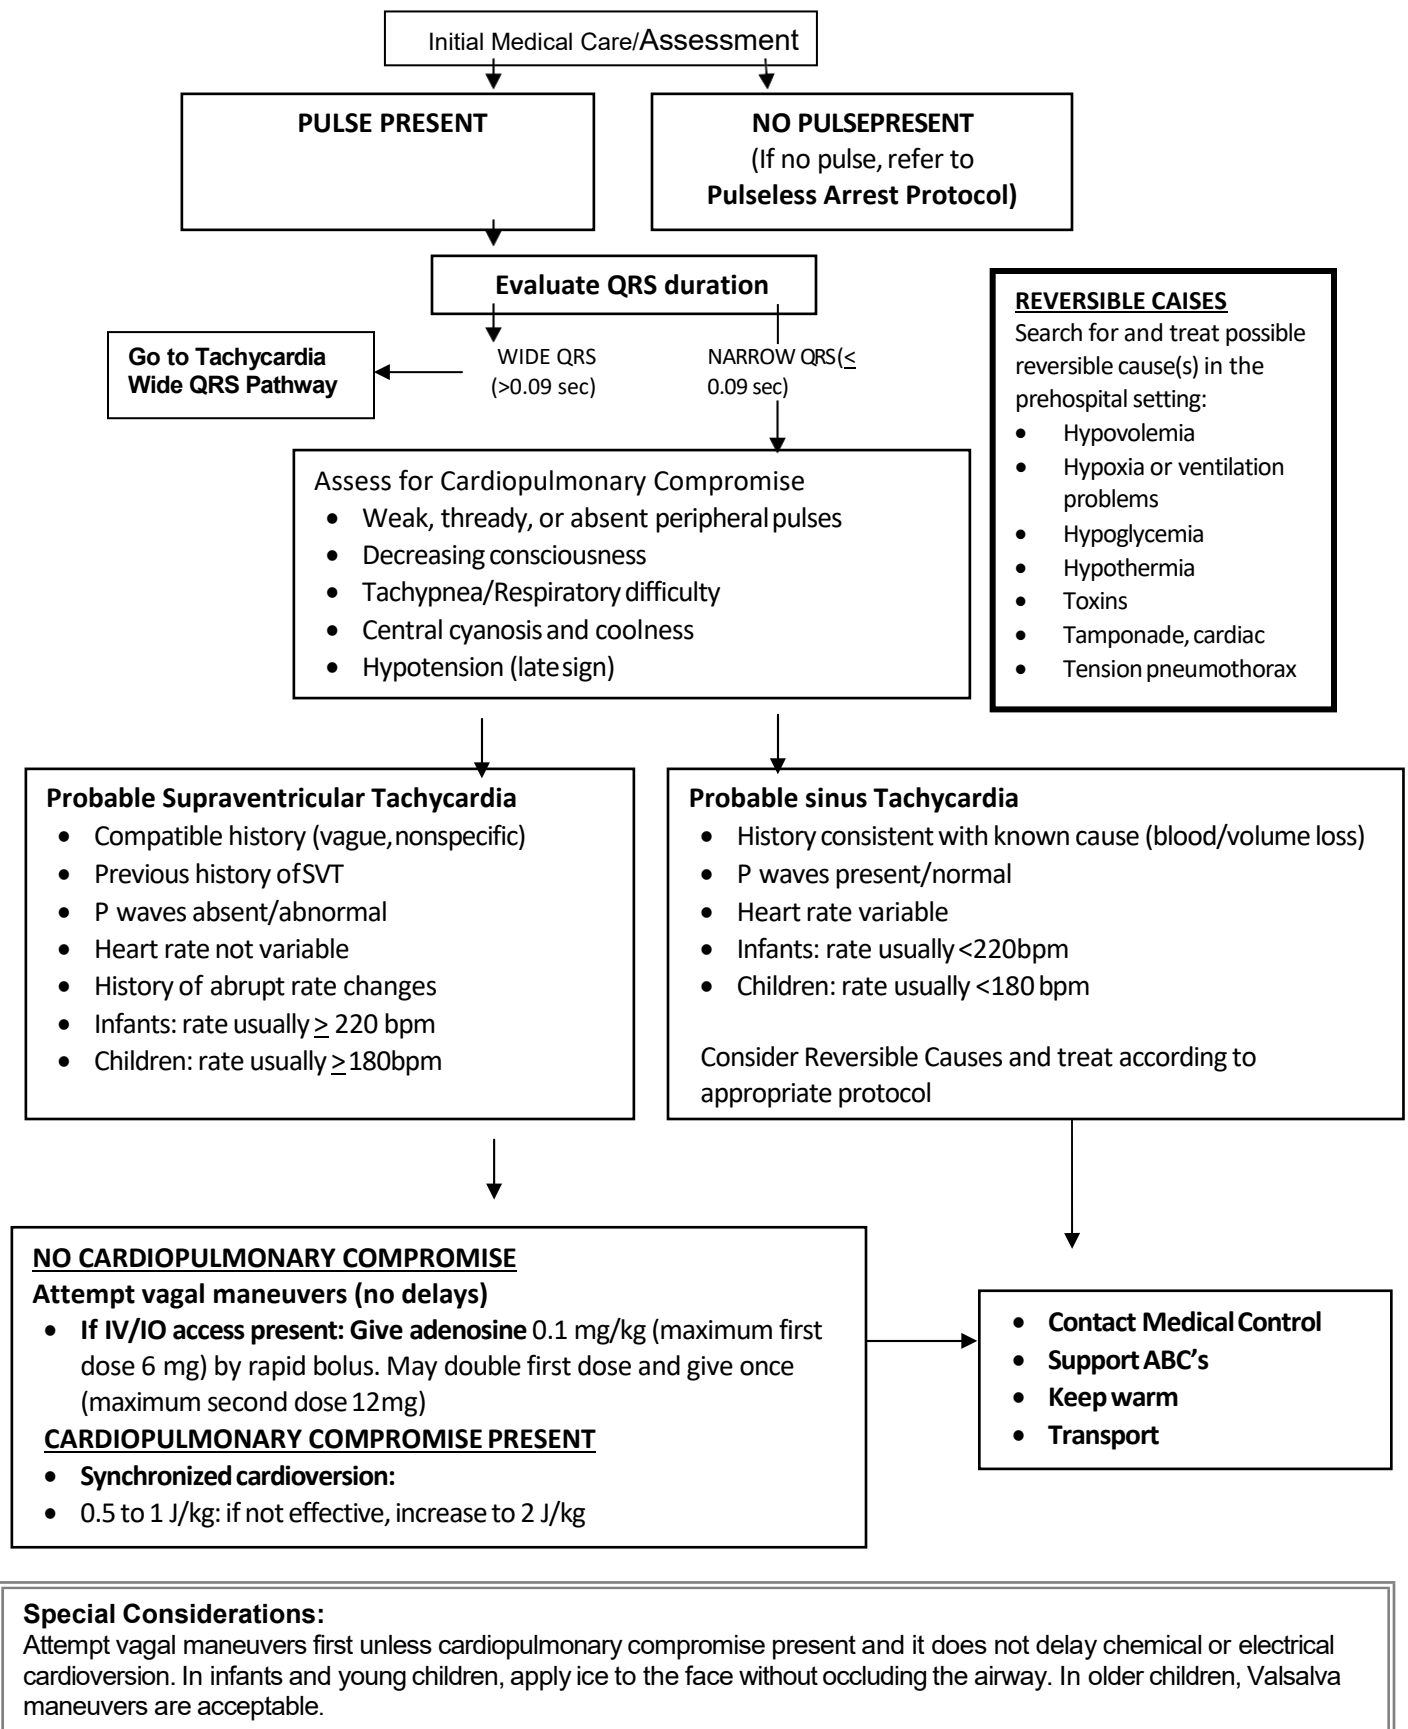 Initial Medical Care/Assessment
PULSE PRESENT
NO PULSEPRESENT
(If no pulse, refer to
Pulseless Arrest Protocol)
Evaluate QRS duration
Go to Tachycardia
Wide QRS Pathway
WIDE QRS
(>0.09 sec)
NARROW QRS(<
0.09 sec)
REVERSIBLE CAISES
Search for and treat possible
reversible cause(s) in the
prehospital setting:
• Hypovolemia
• Hypoxia or ventilation
problems
• Hypoglycemia
• Hypothermia
• Toxins
• Tamponade, cardiac
• Tension pneumothorax
Assess for Cardiopulmonary Compromise
• Weak, thready, or absent peripheral pulses
• Decreasing consciousness
• Tachypnea/Respiratory difficulty
• Central cyanosis and coolness
• Hypotension (late sign)
Probable Supraventricular Tachycardia
• Compatible history (vague, nonspecific)
• Previous history of SVT
• P waves absent/abnormal
• Heart rate not variable
• History of abrupt rate changes
• Infants: rate usually ≥ 220 bpm
• Children: rate usually ≥180bpm
Probable sinus Tachycardia
• History consistent with known cause (blood/volume loss)
• P waves present/normal
• Heart rate variable
• Infants: rate usually <220bpm
• Children: rate usually <180 bpm
Consider Reversible Causes and treat according to
appropriate protocol
NO CARDIOPULMONARY COMPROMISE
Attempt vagal maneuvers (no delays)
• If IV/IO access present: Give adenosine 0.1 mg/kg (maximum first
dose 6 mg) by rapid bolus. May double first dose and give once
(maximum second dose 12mg)
CARDIOPULMONARY COMPROMISE PRESENT
• Synchronized cardioversion:
• 0.5 to 1 J/kg: if not effective, increase to 2 J/kg
• Contact Medical Control
• Support ABC's
• Keep warm
• Transport
Special Considerations:
Attempt vagal maneuvers first unless cardiopulmonary compromise present and it does not delay chemical or electrical
cardioversion. In infants and young children, apply ice to the face without occluding the airway. In older children, Valsalva
maneuvers are acceptable.